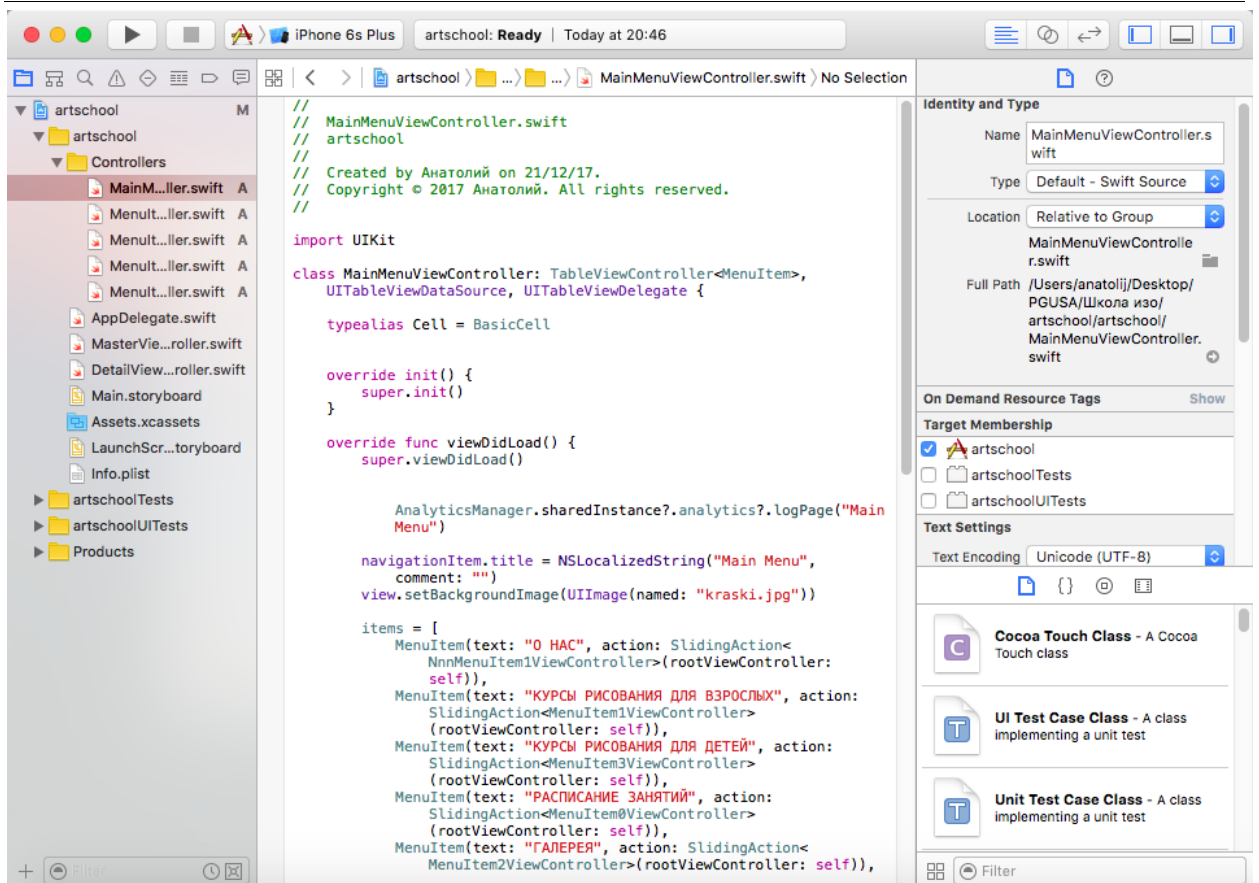 iPhone 6s Plus
artschool: Ready | Today at 20:46
artschool
...
...
MainMenuViewController.swift
No Selection
artschool M
artschool
Controllers
MainM...ller.swift A
MenuIt...ller.swift A
MenuIt...ller.swift A
MenuIt...ller.swift A
MenuIt...ller.swift A
AppDelegate.swift
MasterVie...roller.swift
DetailView...roller.swift
Main.storyboard
Assets.xcassets
LaunchScr...toryboard
Info.plist
artschoolTests
artschoolUITests
Products
Filter
//
// MainMenuViewController.swift
// artschool
//
// Created by Анатолий on 21/12/17.
// Copyright © 2017 Анатолий. All rights reserved.
//
import UIKit
class MainMenuViewController: TableViewController<MenuItem>,
UITableViewDataSource, UITableViewDelegate {
typealias Cell = BasicCell
override init() {
super.init()
}
override func viewDidLoad() {
super.viewDidLoad()
AnalyticsManager.sharedInstance?.analytics?.logPage("Main
Menu")
navigationItem.title = NSLocalizedString("Main Menu",
comment: "")
view.setBackgroundImage(UIImage(named: "kraski.jpg"))
items = [
MenuItem(text: "О НАС", action: SlidingAction<
NnnMenuItem1ViewController>(rootViewController:
self)),
MenuItem(text: "КУРСЫ РИСОВАНИЯ ДЛЯ ВЗРОСЛЫХ", action:
SlidingAction<MenuItem1ViewController>
(rootViewController: self)),
MenuItem(text: "КУРСЫ РИСОВАНИЯ ДЛЯ ДЕТЕЙ", action:
SlidingAction<MenuItem3ViewController>
(rootViewController: self)),
MenuItem(text: "РАСПИСАНИЕ ЗАНЯТИЙ", action:
SlidingAction<MenuItem0ViewController>
(rootViewController: self)),
MenuItem(text: "ГАЛЕРЕЯ", action: SlidingAction<
MenuItem2ViewController>(rootViewController: self)),
Identity and Type
Name MainMenuViewController.s
wift
Type Default - Swift Source
Location Relative to Group
MainMenuViewControlle
r.swift
Full Path /Users/anatolij/Desktop/
PGUSA/Школа изо/
artschool/artschool/
MainMenuViewController.
swift
On Demand Resource Tags Show
Target Membership
artschool
artschoolTests
artschoolUITests
Text Settings
Text Encoding Unicode (UTF-8)
{}
C
Cocoa Touch Class - A Cocoa
Touch class
T
UI Test Case Class - A class
implementing a unit test
T
Unit Test Case Class - A class
implementing a unit test
Filter